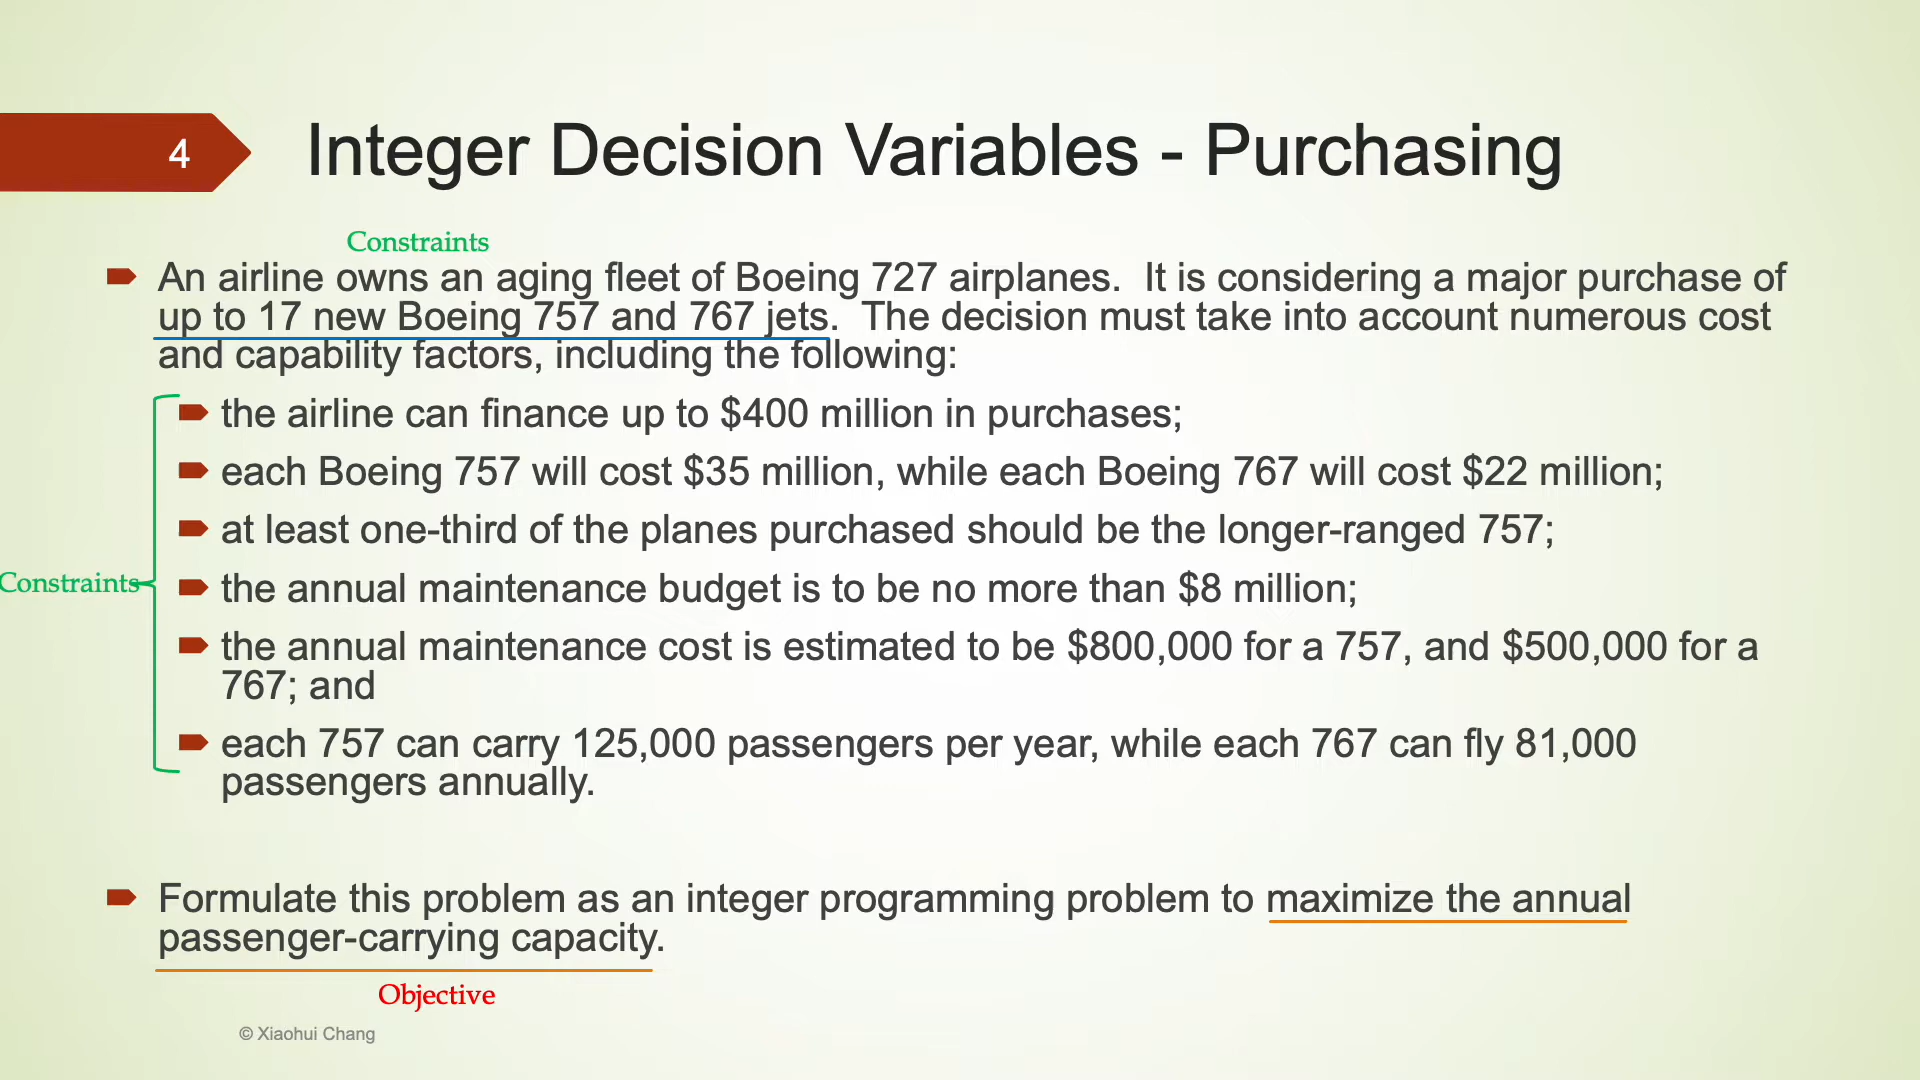 4
Integer Decision Variables - Purchasing
Constraints
An airline owns an aging fleet of Boeing 727 airplanes.  It is considering a major purchase of
up to 17 new Boeing 757 and 767 jets.  The decision must take into account numerous cost
and capability factors, including the following:
the airline can finance up to $400 million in purchases;
each Boeing 757 will cost $35 million, while each Boeing 767 will cost $22 million;
at least one-third of the planes purchased should be the longer-ranged 757;
Constraints
the annual maintenance budget is to be no more than $8 million;
the annual maintenance cost is estimated to be $800,000 for a 757, and $500,000 for a
767; and
each 757 can carry 125,000 passengers per year, while each 767 can fly 81,000
passengers annually.
Formulate this problem as an integer programming problem to maximize the annual
passenger-carrying capacity.
Objective
© Xiaohui Chang